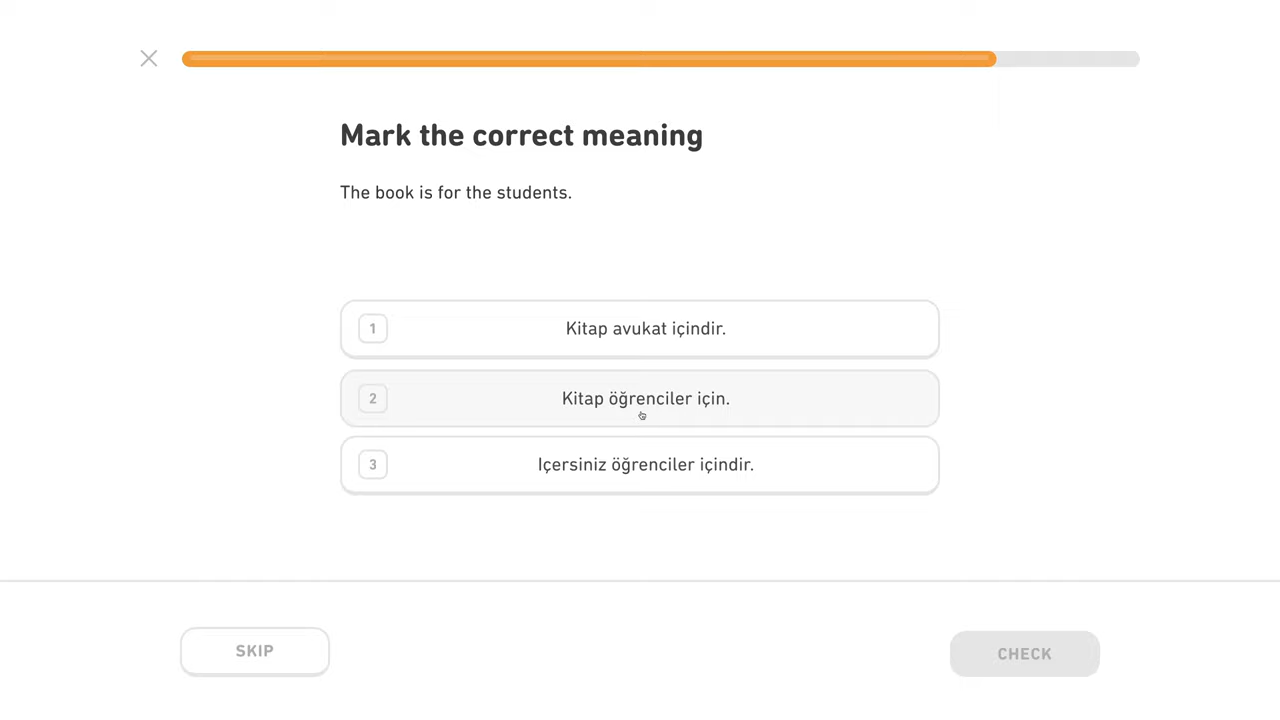 Mark the correct meaning
The book is for the students.
1 Kitap avukat içindir.
2 Kitap öğrenciler için.
3 Içersiniz öğrenciler içindir.
SKIP
CHECK